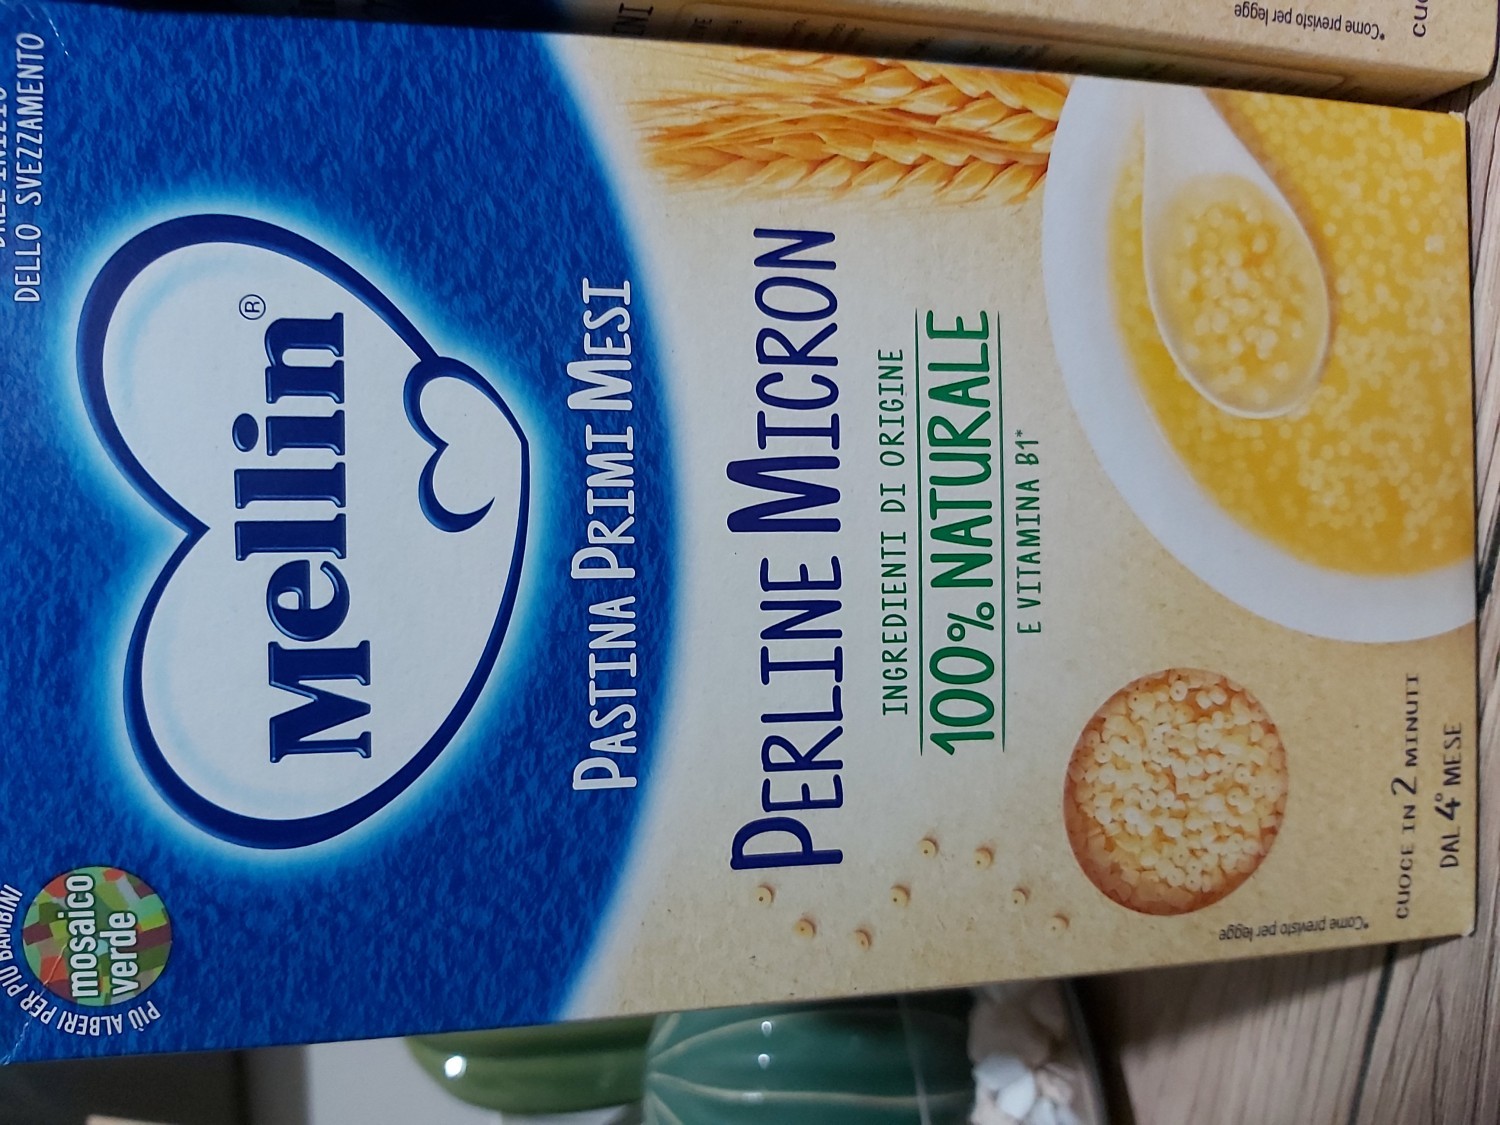 DELLO SVEZZAMENTO
Melin®
PIÙ ALBERI PER PIÙ BAMBINI
mosaico
verde
PASTINA PRIMI MESI
PERLINE MICRON
INGREDIENTI DI ORIGINE
100% NATURALE
E VITAMINA B1*
CUOCE IN 2 MINUTI
DAL 4° MESE
*Come previsto per legge
*Come previsto per legge